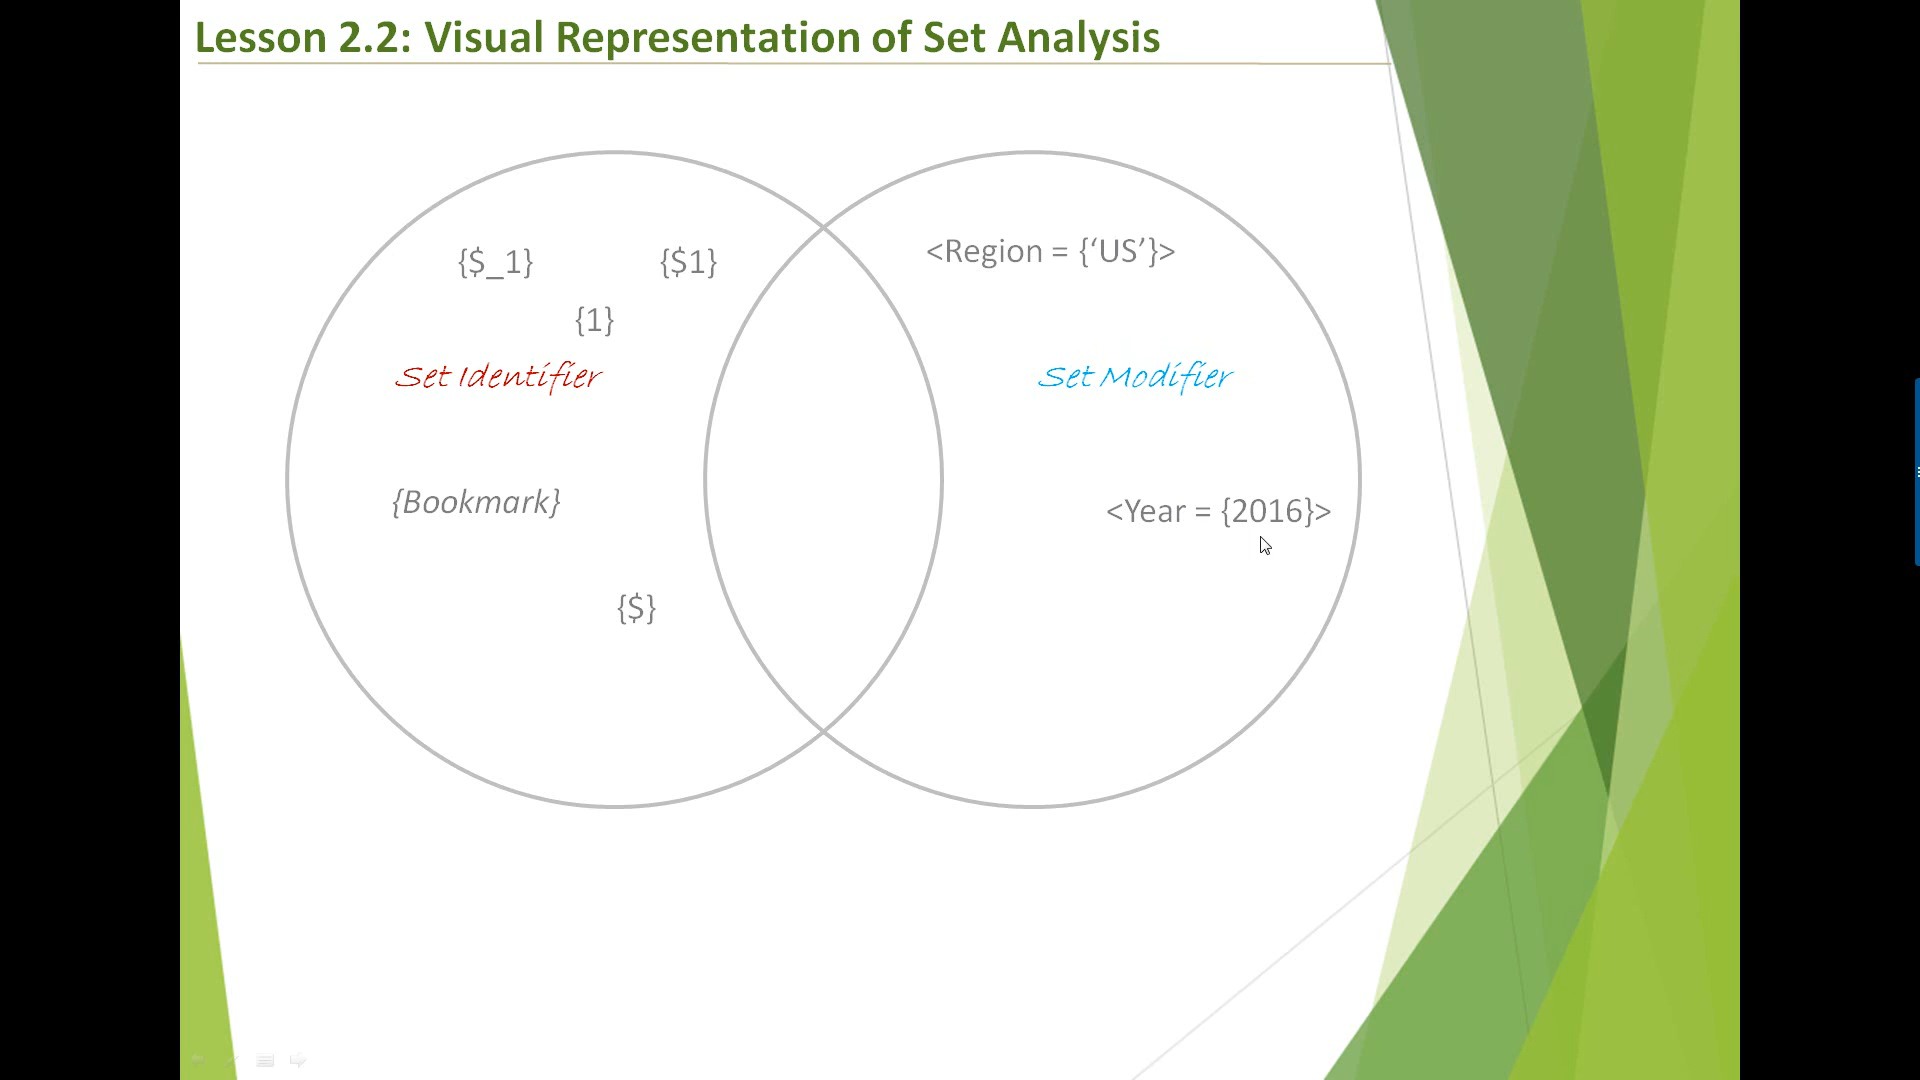 Lesson 2.2: Visual Representation of Set Analysis
{$_1}
{$1}
{1}
Set Identifier
{Bookmark}
{$}
<Region = {‘US’}>
Set Modifier
<Year = {2016}>